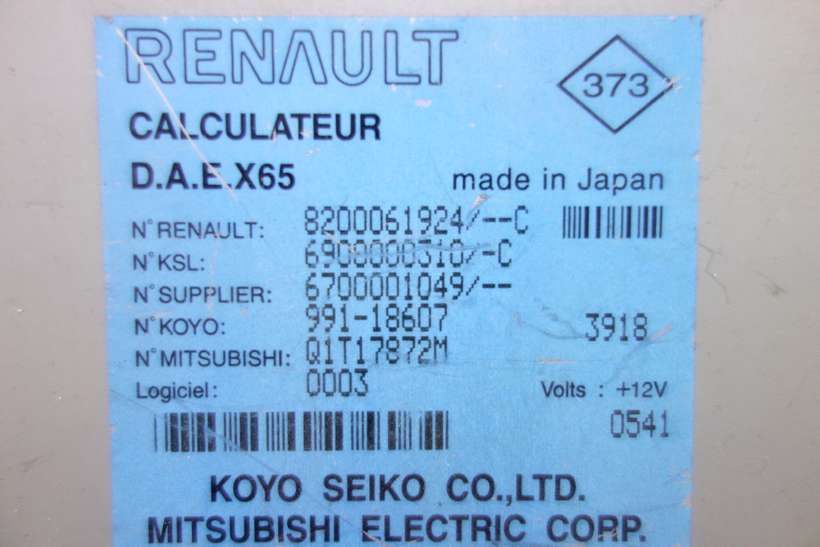 RENAULT
373
CALCULATEUR
D.A.E.X65 made in Japan
N°RENAULT: 8200061924/--C
N°KSL: 6908000310/-C
N°SUPPLIER: 6700001049/--
N°KOYO: 991-18607 3918
N°MITSUBISHI: Q1T17872M
Logiciel: 0003 Volts : +12V
0541
KOYO SEIKO CO.,LTD.
MITSUBISHI ELECTRIC CORP.